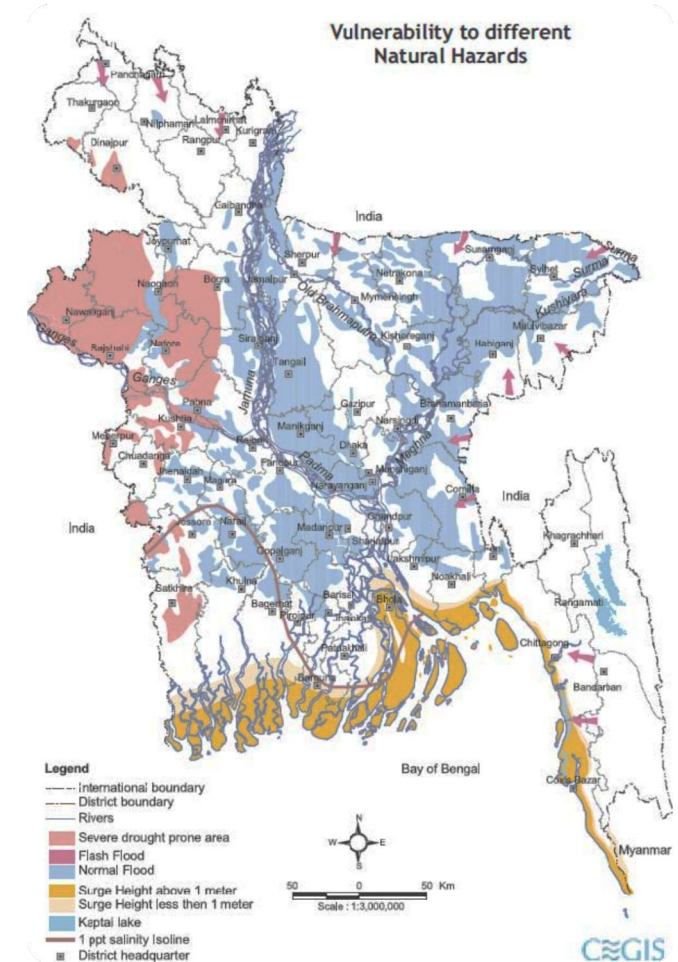 Vulnerability to different
Natural Hazards
Panchagarh
Thakurgaon
Nilphamari
Lalmonirhat
Kurigram
Rangpur
Dinajpur
Gaibandha
India
Joypurhat
Sherpur
Sunamganj
Surma
Sylhet
Surma
Naogaon
Bogra
Jamalpur
Netrakona
Mymensingh
Old Brahmaputra
Kushiyara
Nawabganj
Ganges
Rajshahi
Natore
Sirajganj
Kishoreganj
Maulvibazar
Habiganj
Tangail
Ganges
Jamuna
Pabna
Gazipur
Brahamanbaria
Kushtia
Narsingdi
Manikganj
Meherpur
Dhaka
Meghna
Chuadanga
Rajbari
Padma
Munshiganj
Jhenaidah
Faridpur
Narayanganj
Magura
Comilla
India
Jessore
Narail
Madaripur
Chandpur
India
Shariatpur
Khagrachhari
Gopalganj
Lakshmipur
Feni
Khulna
Noakhali
Satkhira
Barisal
Bhola
Rangamati
Bagerhat
Pirojpur
Jhalkati
Patuakhali
Chittagong
Barguna
Bandarban
Bay of Bengal
Cox's Bazar
Myanmar
Legend
International boundary
District boundary
Rivers
Severe drought prone area
Flash Flood
Normal Flood
Surge Height above 1 meter
Surge Height less then 1 meter
Kaptai lake
1 ppt salinity Isoline
District headquarter
N
W E
S
50 0 50 Km
Scale : 1:3,000,000
CEGIS